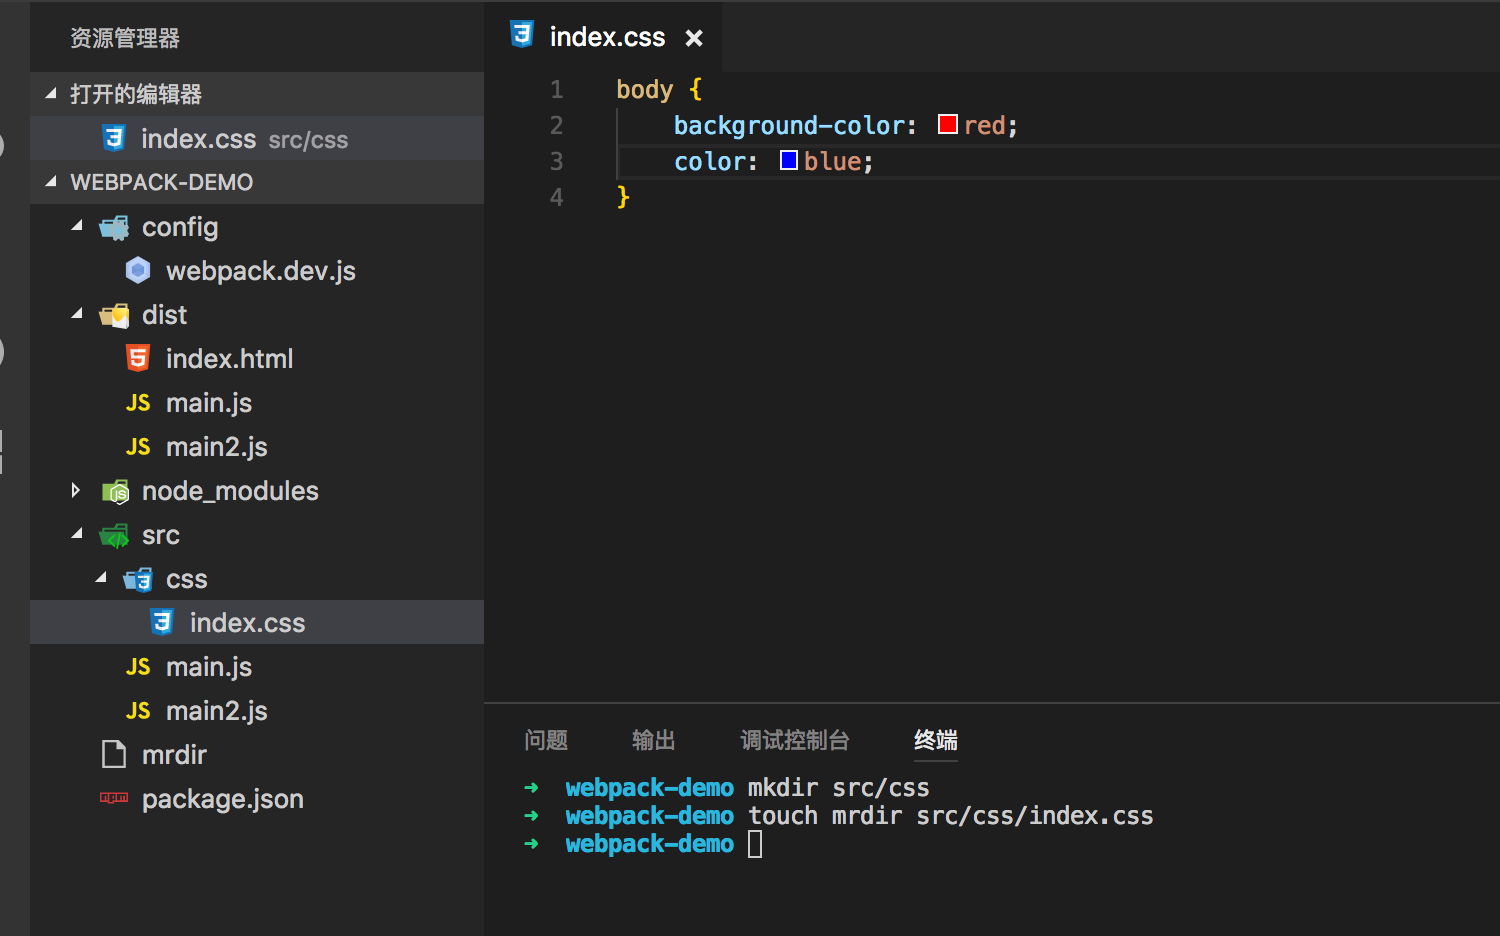 资源管理器
打开的编辑器
index.css src/css
WEBPACK-DEMO
config
webpack.dev.js
dist
index.html
JS main.js
JS main2.js
node_modules
src
css
index.css
JS main.js
JS main2.js
mrdir
package.json
index.css
1 body {
2 background-color: red;
3 color: blue;
4 }
问题 输出 调试控制台 终端
➜ webpack-demo mkdir src/css
➜ webpack-demo touch mrdir src/css/index.css
➜ webpack-demo